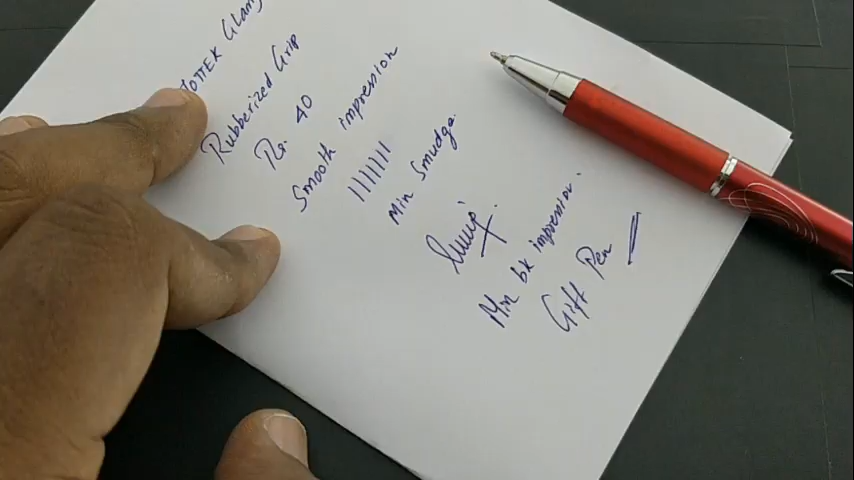 Rubberized Grip
Rs. 40
Smooth impression
Min Smudge.
Min bk impression.
Gift Pen